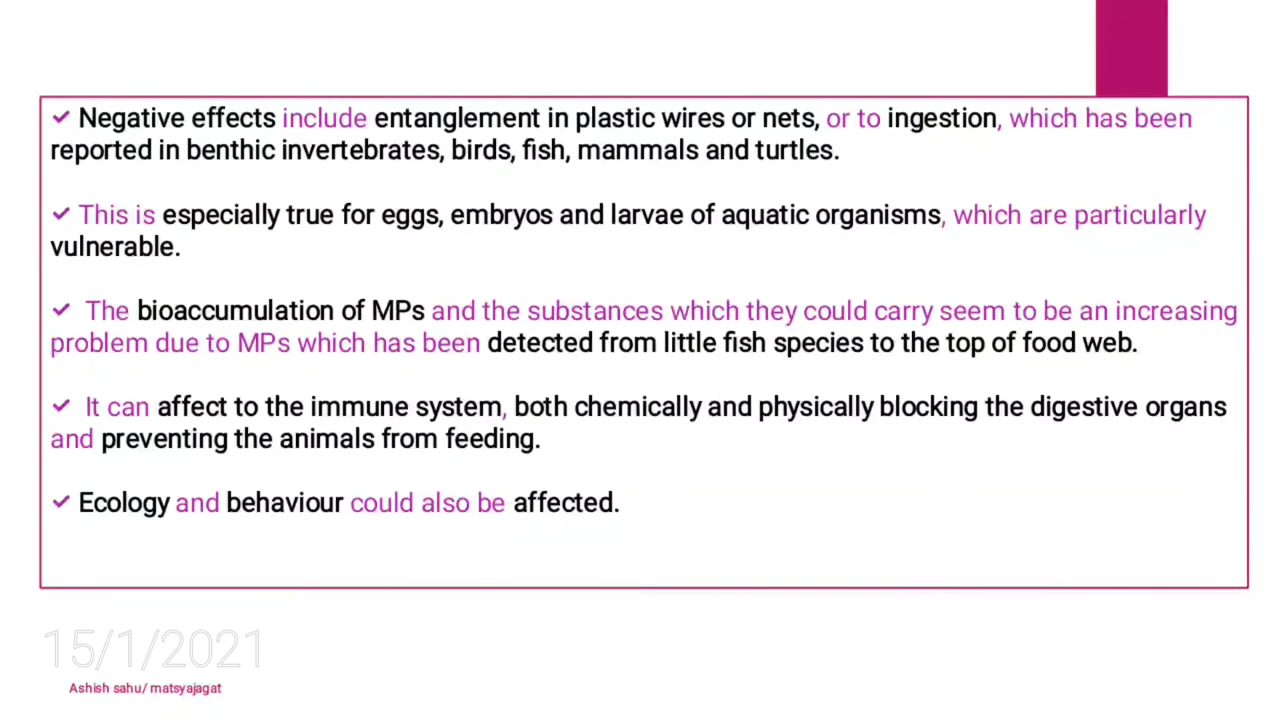 ✓ Negative effects include entanglement in plastic wires or nets, or to ingestion, which has been
reported in benthic invertebrates, birds, fish, mammals and turtles.
✓ This is especially true for eggs, embryos and larvae of aquatic organisms, which are particularly
vulnerable.
✓ The bioaccumulation of MPs and the substances which they could carry seem to be an increasing
problem due to MPs which has been detected from little fish species to the top of food web.
✓ It can affect to the immune system, both chemically and physically blocking the digestive organs
and preventing the animals from feeding.
✓ Ecology and behaviour could also be affected.
15/1/2021
Ashish sahu/ matsyajagat